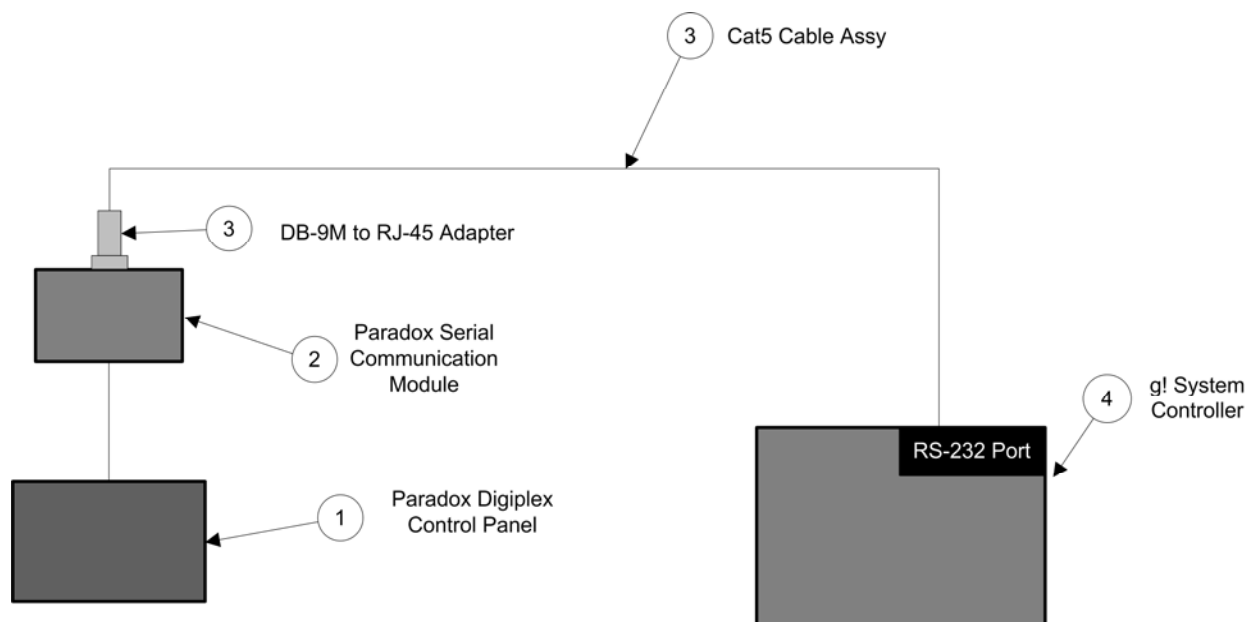 3
Cat5 Cable Assy
3
DB-9M to RJ-45 Adapter
2
Paradox Serial
Communication
Module
4
g! System
Controller
RS-232 Port
1
Paradox Digiplex
Control Panel